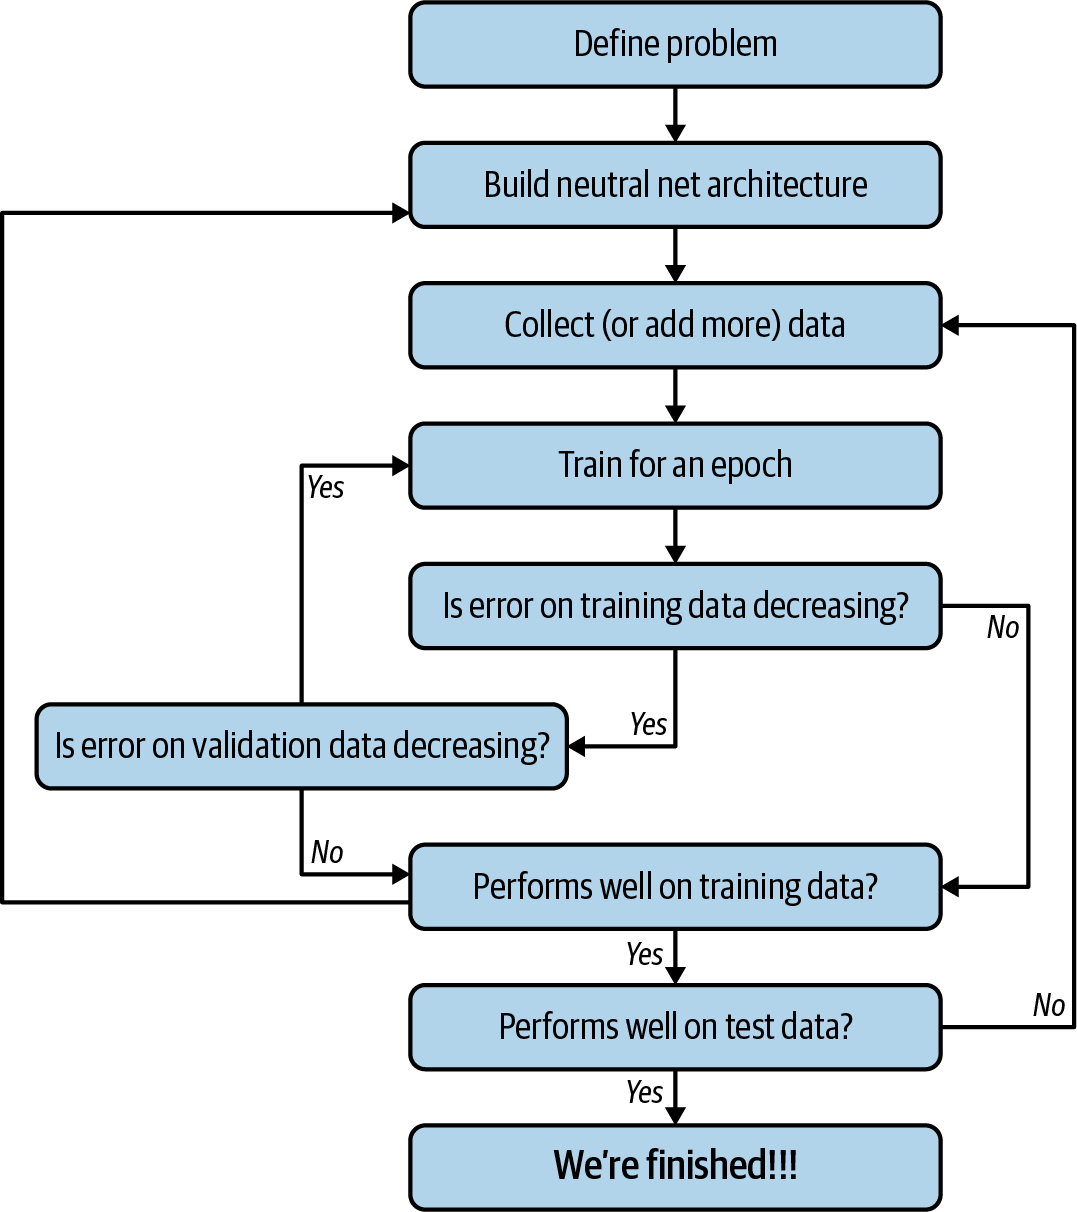 Define problem
Build neutral net architecture
Collect (or add more) data
Train for an epoch
Yes
Is error on training data decreasing?
No
Yes
Is error on validation data decreasing?
No
Performs well on training data?
Yes
Performs well on test data?
No
Yes
We're finished!!!